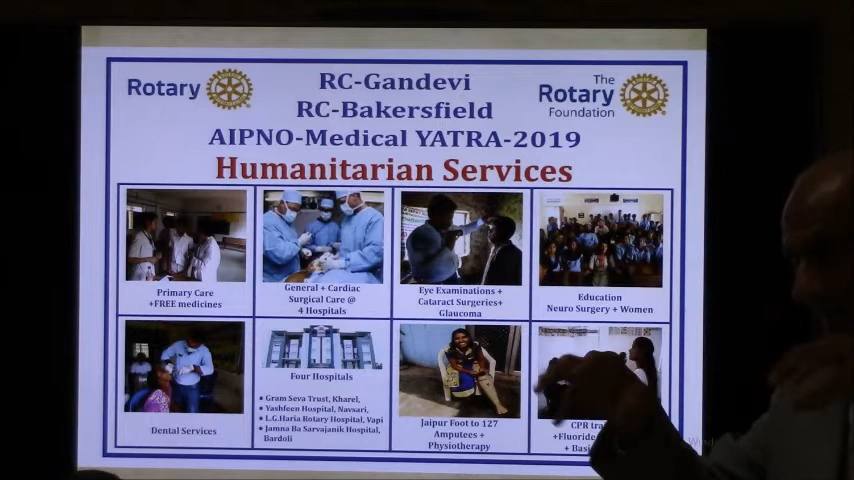 Rotary
RC-Gandevi
RC-Bakersfield
AIPNO-Medical YATRA-2019
Humanitarian Services
The
Rotary
Foundation
Primary Care
+FREE medicines
General + Cardiac
Surgical Care @
4 Hospitals
Eye Examinations +
Cataract Surgeries+
Glaucoma
Education
Neuro Surgery + Women
Dental Services
Four Hospitals
• Gram Seva Trust, Kharel,
• Yashfeen Hospital, Navsari,
• L.G.Haria Rotary Hospital, Vapi
• Jamna Ba Sarvajanik Hospital,
Bardoli
Jaipur Foot to 127
Amputees +
Physiotherapy
CPR
+Fluoride
+